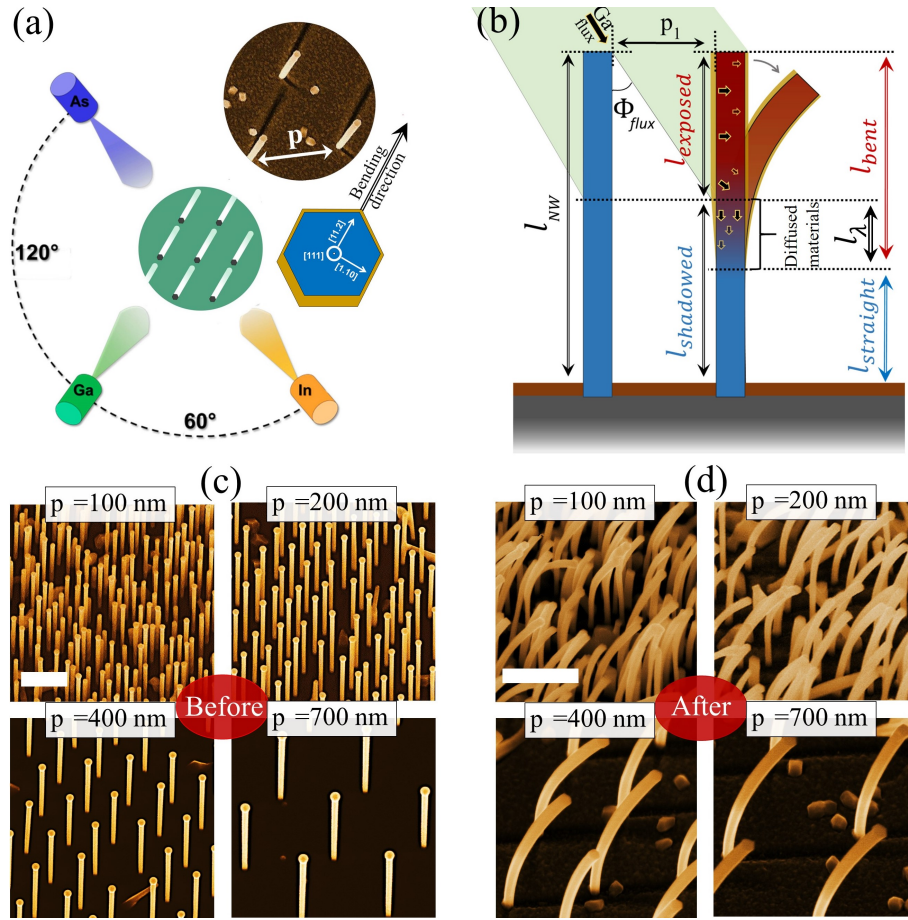 (a)
As
120°
Ga
60°
In
p
Bending
direction
[11.2]
[111]
[1.10]
(b)
Ga
flux
p1
Φflux
lNW
lexposed
lshadowed
Diffused
materials
lλ
lbent
lstraight
(c)
p =100 nm
p =200 nm
Before
p =400 nm
p =700 nm
(d)
p =100 nm
p =200 nm
After
p =400 nm
p =700 nm